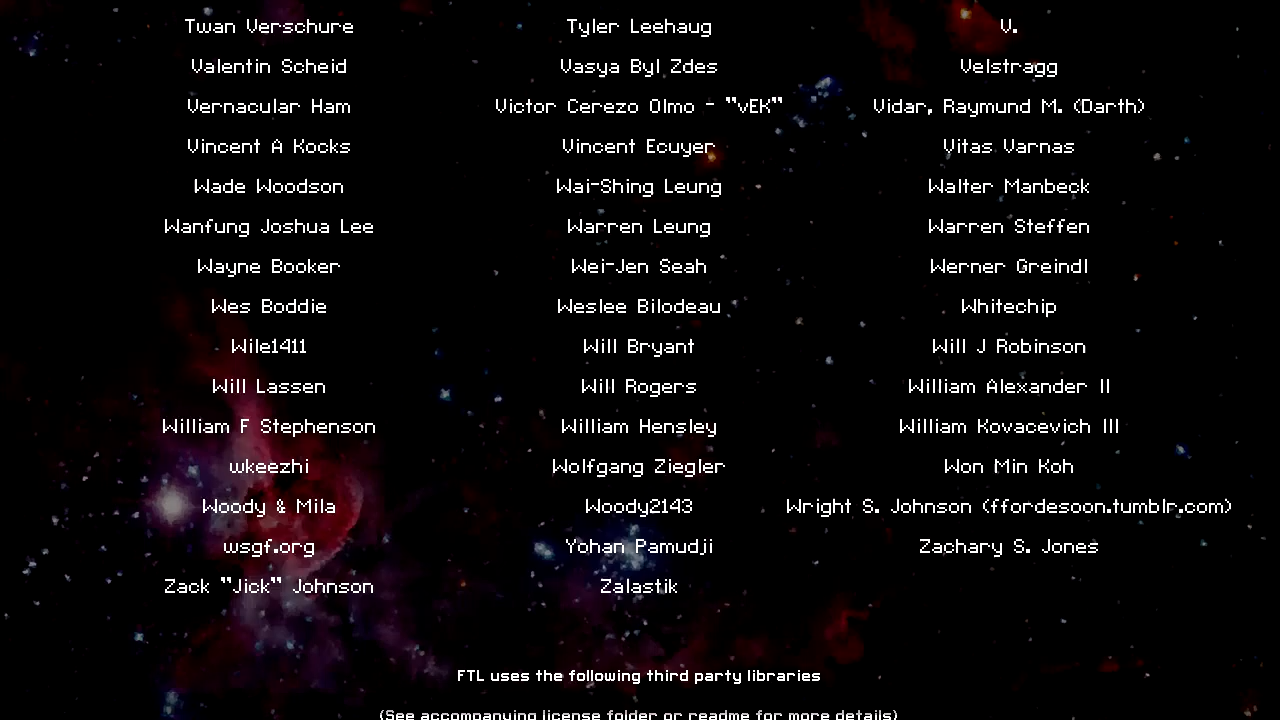 Twan Verschure Tyler Leehaug V.
Valentin Scheid Vasya Byl Zdes Velstragg
Vernacular Ham Victor Cerezo Olmo - "vEK" Vidar, Raymund M. (Darth)
Vincent A Kocks Vincent Ecuyer Vitas Varnas
Wade Woodson Wai-Shing Leung Walter Manbeck
Wanfung Joshua Lee Warren Leung Warren Steffen
Wayne Booker Wei-Jen Seah Werner Greindl
Wes Boddie Weslee Bilodeau Whitechip
Wile1411 Will Bryant Will J Robinson
Will Lassen Will Rogers William Alexander II
William F Stephenson William Hensley William Kovacevich III
wkeezhi Wolfgang Ziegler Won Min Koh
Woody & Mila Woody2143 Wright S. Johnson (ffordesoon.tumblr.com)
wsgf.org Yohan Pamudji Zachary S. Jones
Zack "Jick" Johnson Zalastik
FTL uses the following third party libraries
(See accompanying license folder or readme for more details)